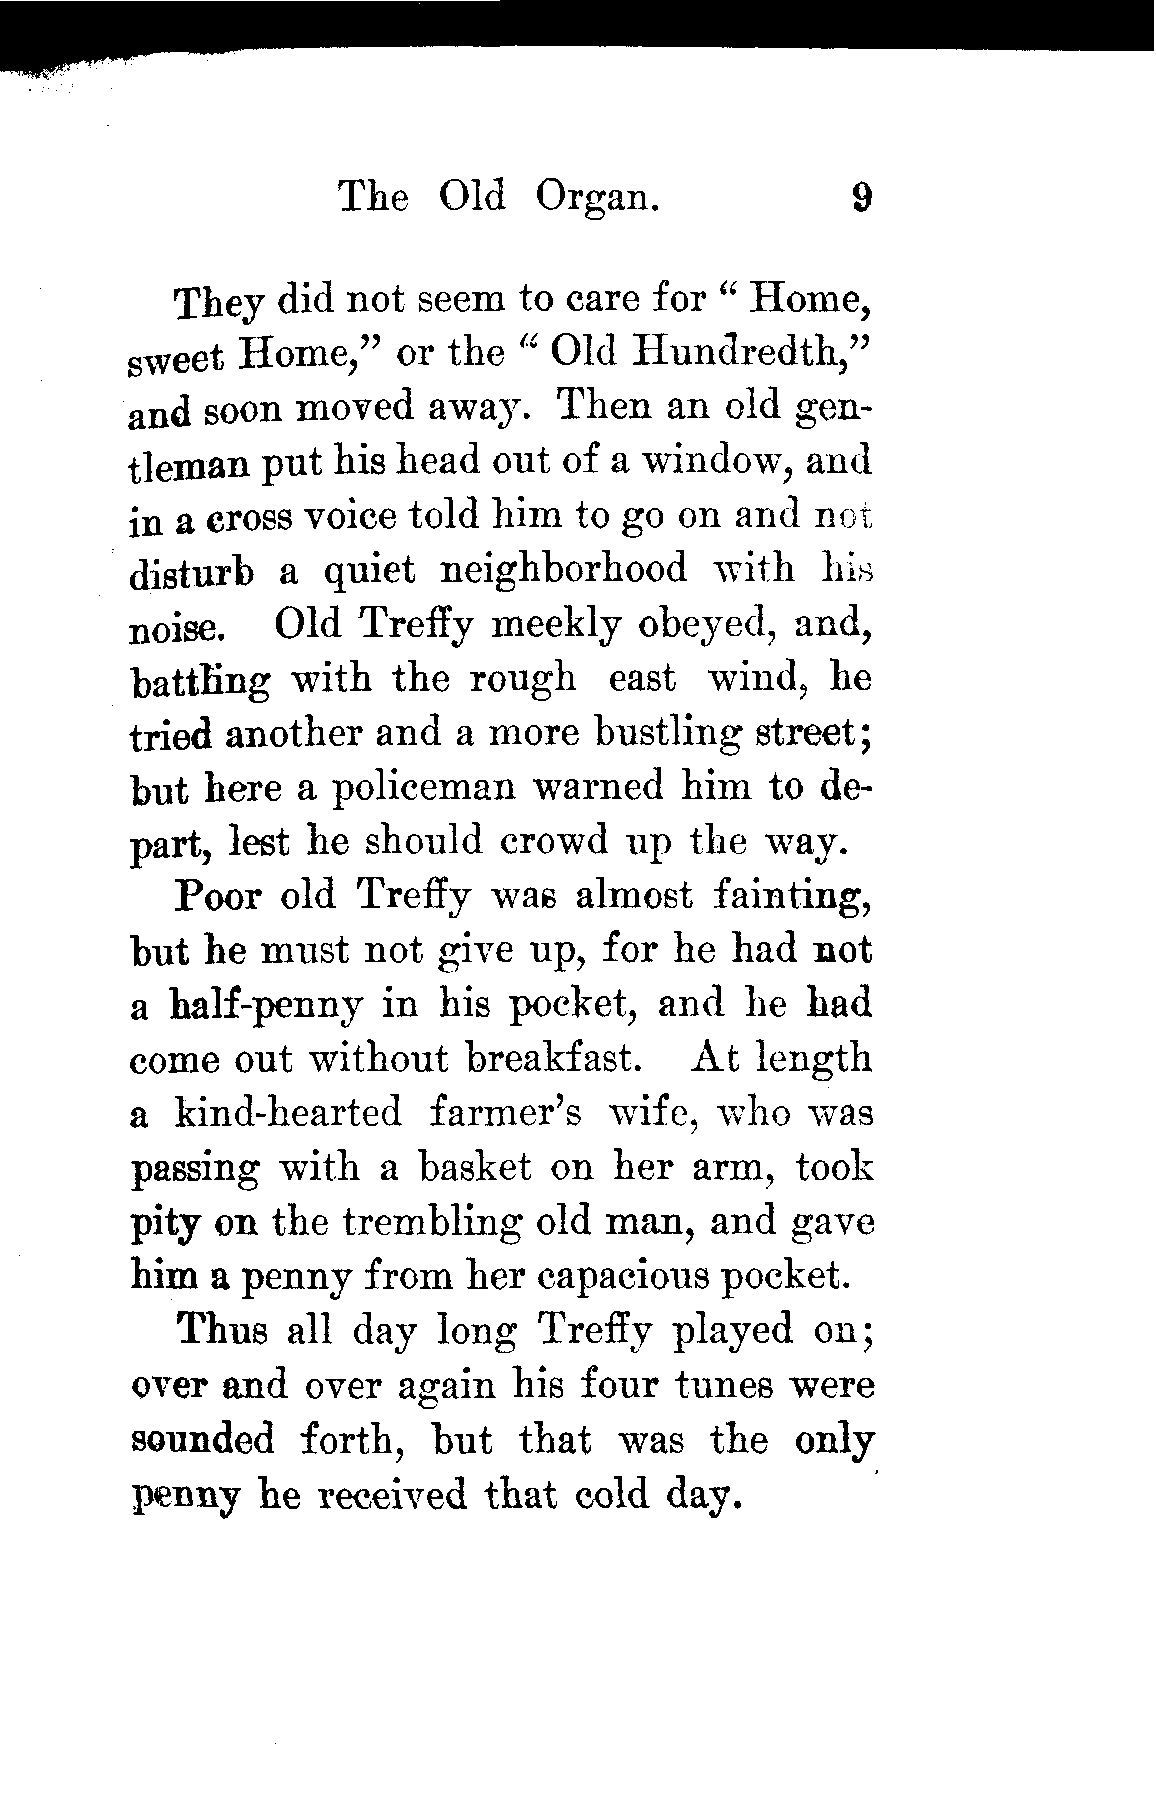 The Old Organ. 9
They did not seem to care for " Home,
sweet Home," or the " Old Hundredth,"
and soon moved away. Then an old gen-
tleman put his head out of a window, and
in a cross voice told him to go on and not
disturb a quiet neighborhood with his
noise. Old Treffy meekly obeyed, and,
battling with the rough east wind, he
tried another and a more bustling street;
but here a policeman warned him to de-
part, lest he should crowd up the way.
Poor old Treffy was almost fainting,
but he must not give up, for he had not
a half-penny in his pocket, and he had
come out without breakfast. At length
a kind-hearted farmer's wife, who was
passing with a basket on her arm, took
pity on the trembling old man, and gave
him a penny from her capacious pocket.
Thus all day long Treffy played on;
over and over again his four tunes were
sounded forth, but that was the only
penny he received that cold day.